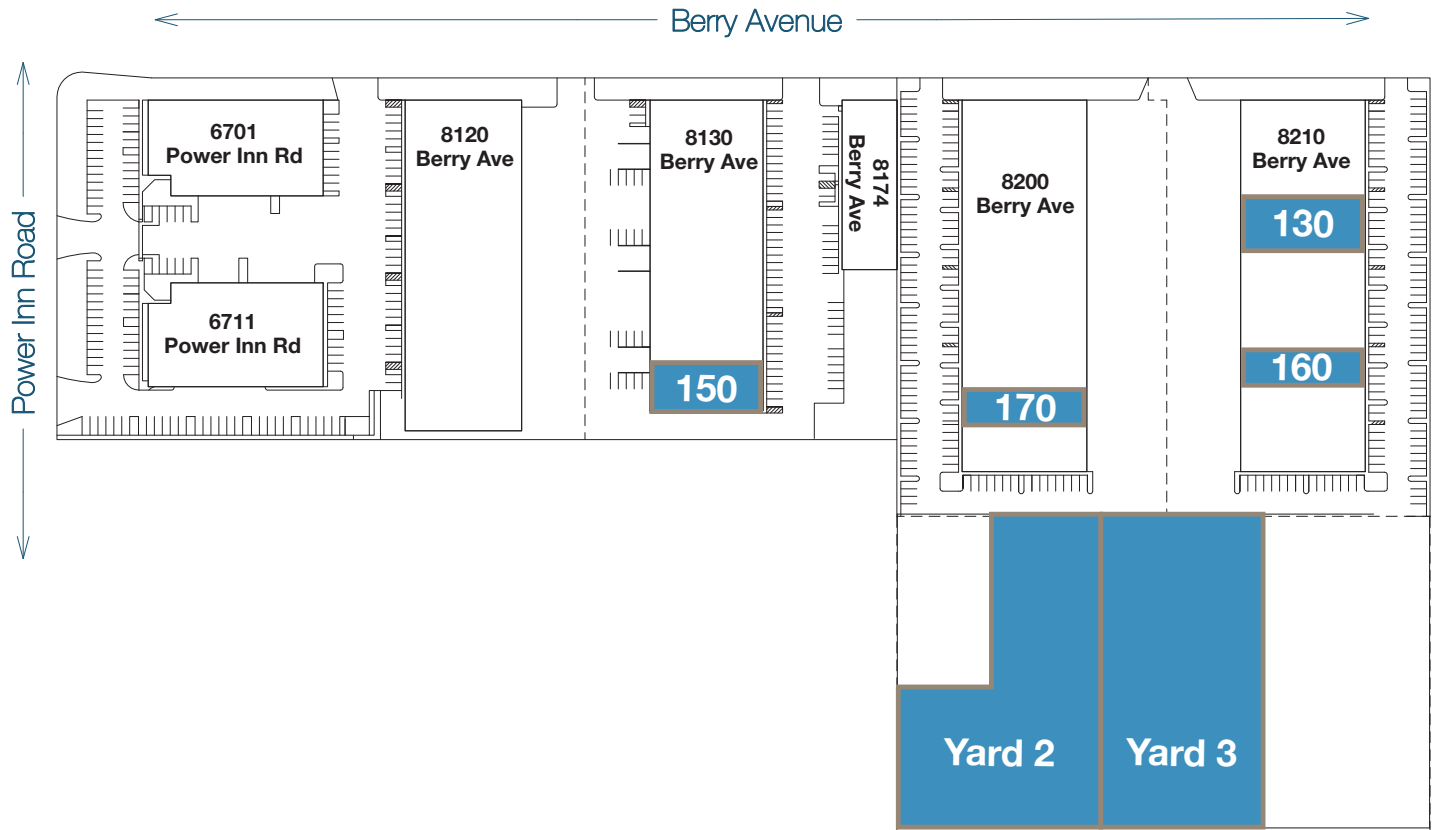 Berry Avenue
Power Inn Road
6701
Power Inn Rd
6711
Power Inn Rd
8120
Berry Ave
8130
Berry Ave
150
8174
Berry Ave
8200
Berry Ave
170
8210
Berry Ave
130
160
Yard 2
Yard 3